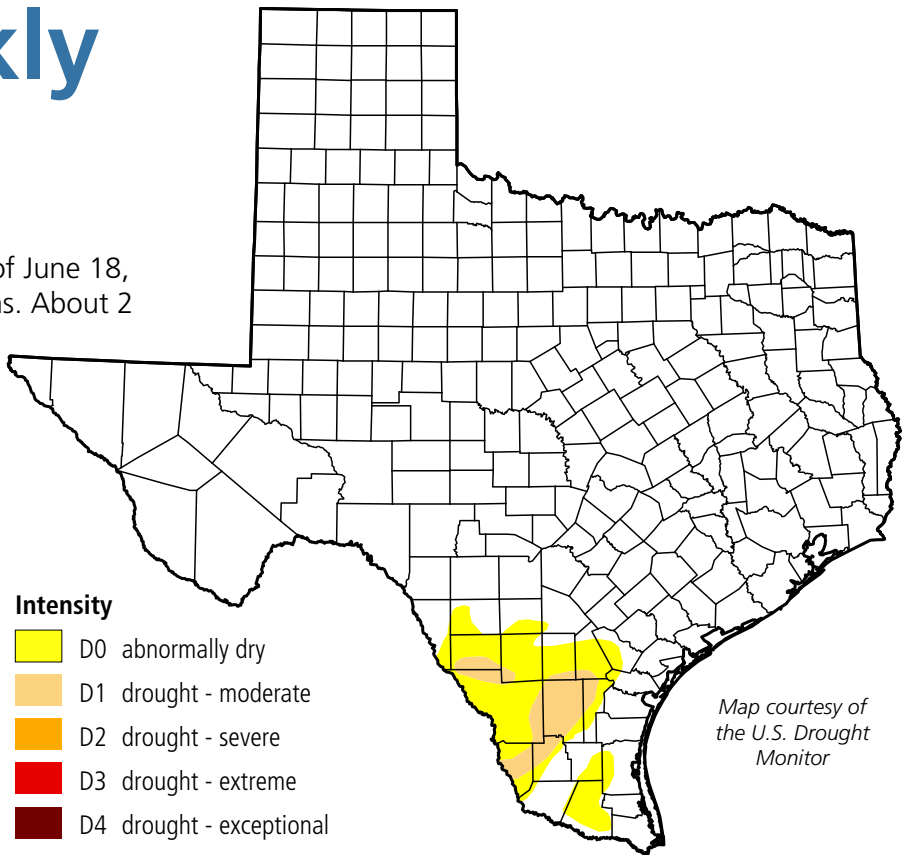 kly
of June 18,
ns. About 2
Intensity
D0 abnormally dry
D1 drought - moderate
D2 drought - severe
D3 drought - extreme
D4 drought - exceptional
Map courtesy of
the U.S. Drought
Monitor